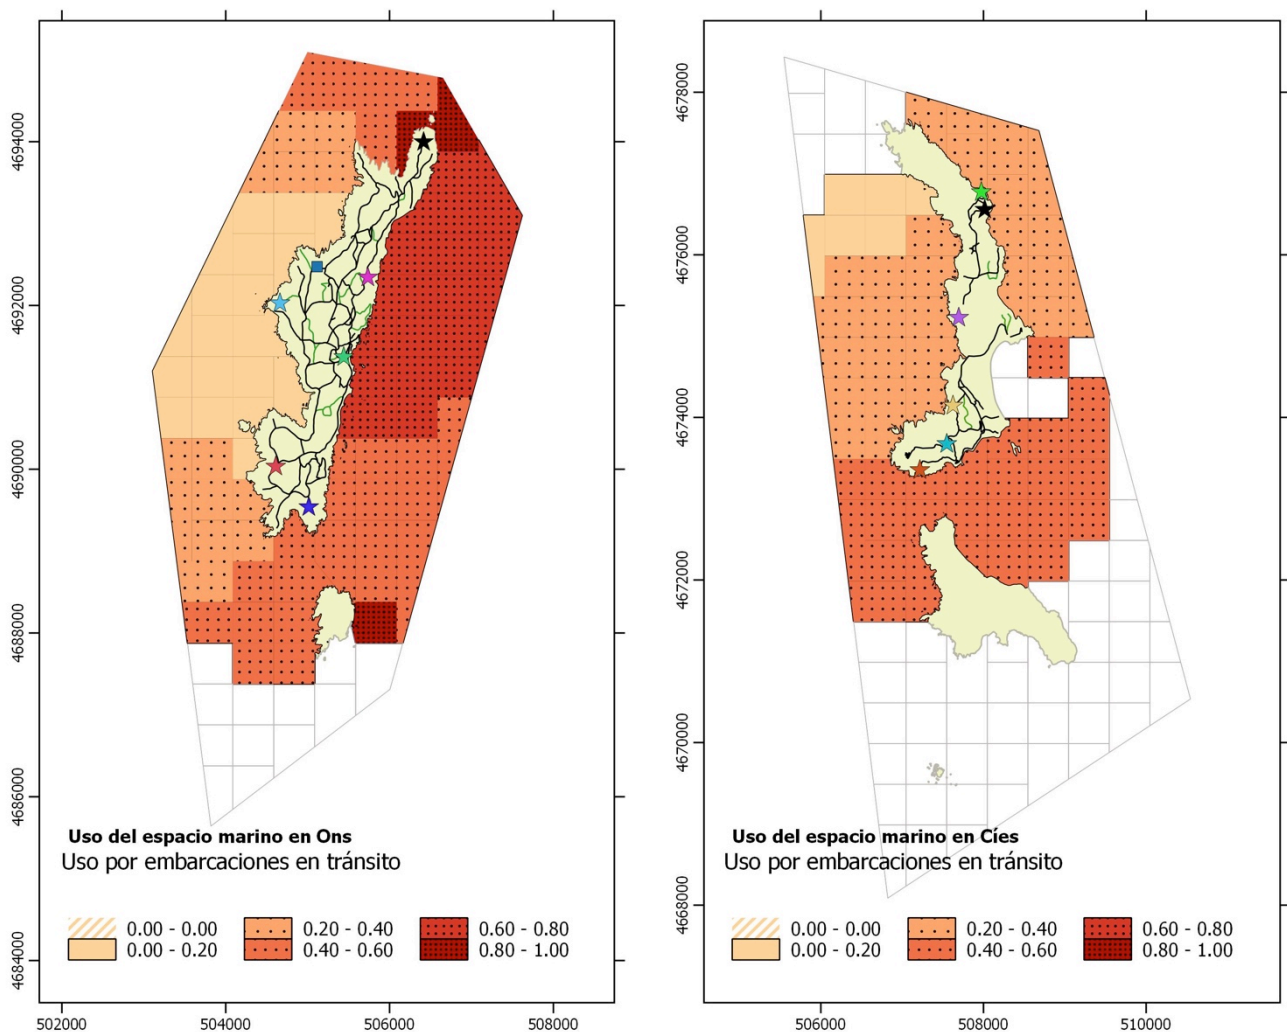 4694000
4692000
4690000
4688000
4686000
4684000
Uso del espacio marino en Ons
Uso por embarcaciones en tránsito
0.00 - 0.00
0.20 - 0.40
0.60 - 0.80
0.00 - 0.20
0.40 - 0.60
0.80 - 1.00
502000
504000
506000
508000
4678000
4676000
4674000
4672000
4670000
4668000
Uso del espacio marino en Cíes
Uso por embarcaciones en tránsito
0.00 - 0.00
0.20 - 0.40
0.60 - 0.80
0.00 - 0.20
0.40 - 0.60
0.80 - 1.00
506000
508000
510000